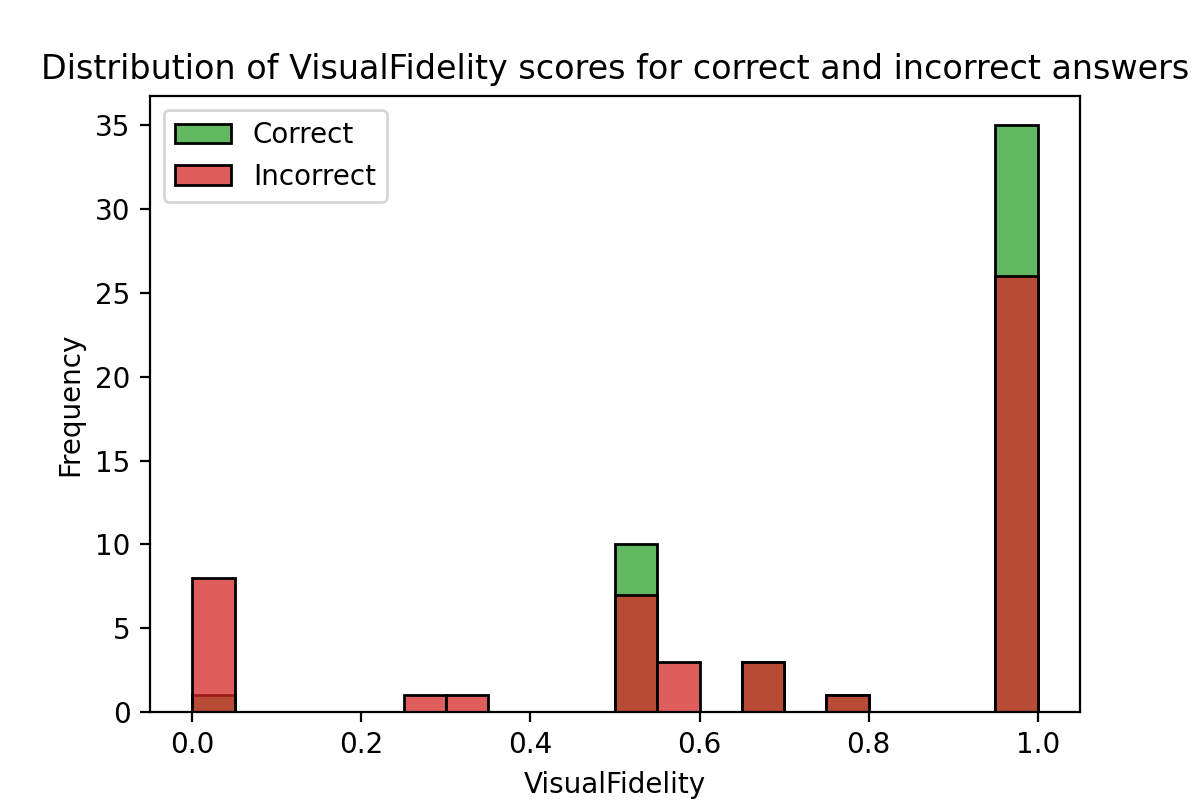 Distribution of VisualFidelity scores for correct and incorrect answers
Correct
Incorrect
35
30
25
20
15
10
5
0
Frequency
0.0 0.2 0.4 0.6 0.8 1.0
VisualFidelity